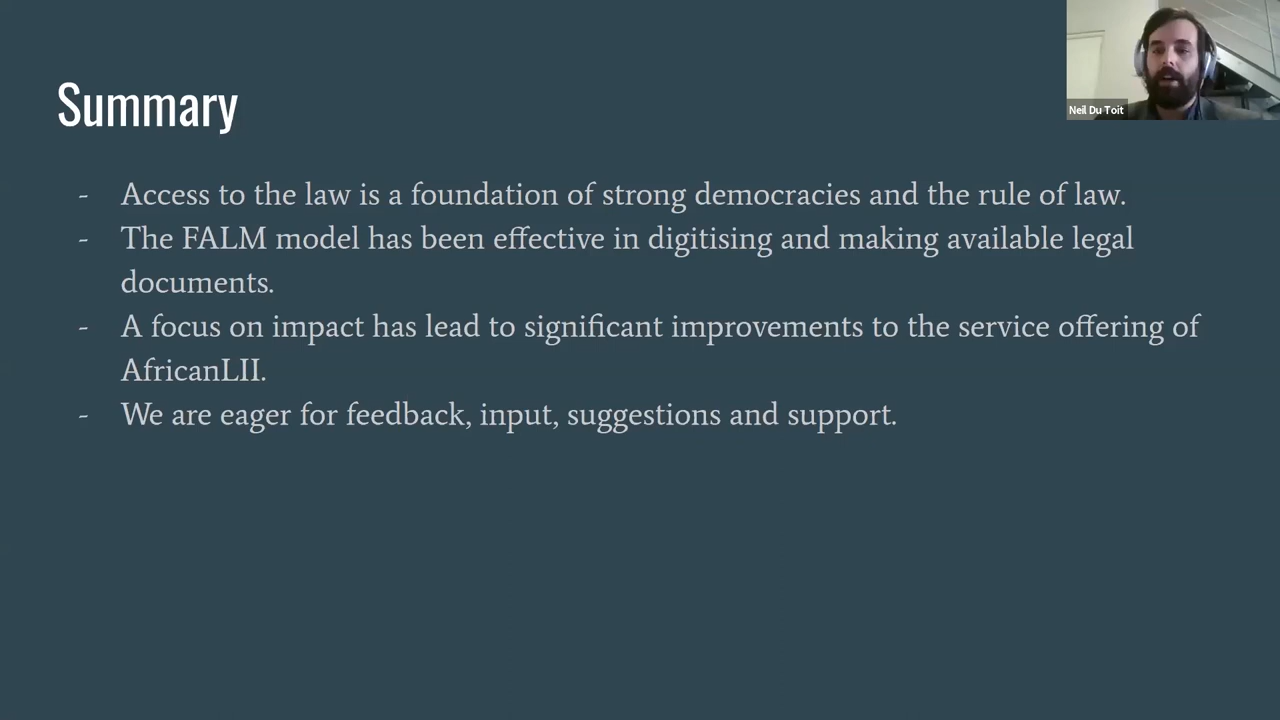 Neil Du Toit
Summary
- Access to the law is a foundation of strong democracies and the rule of law.
- The FALM model has been effective in digitising and making available legal
documents.
- A focus on impact has lead to significant improvements to the service offering of
AfricanLII.
- We are eager for feedback, input, suggestions and support.